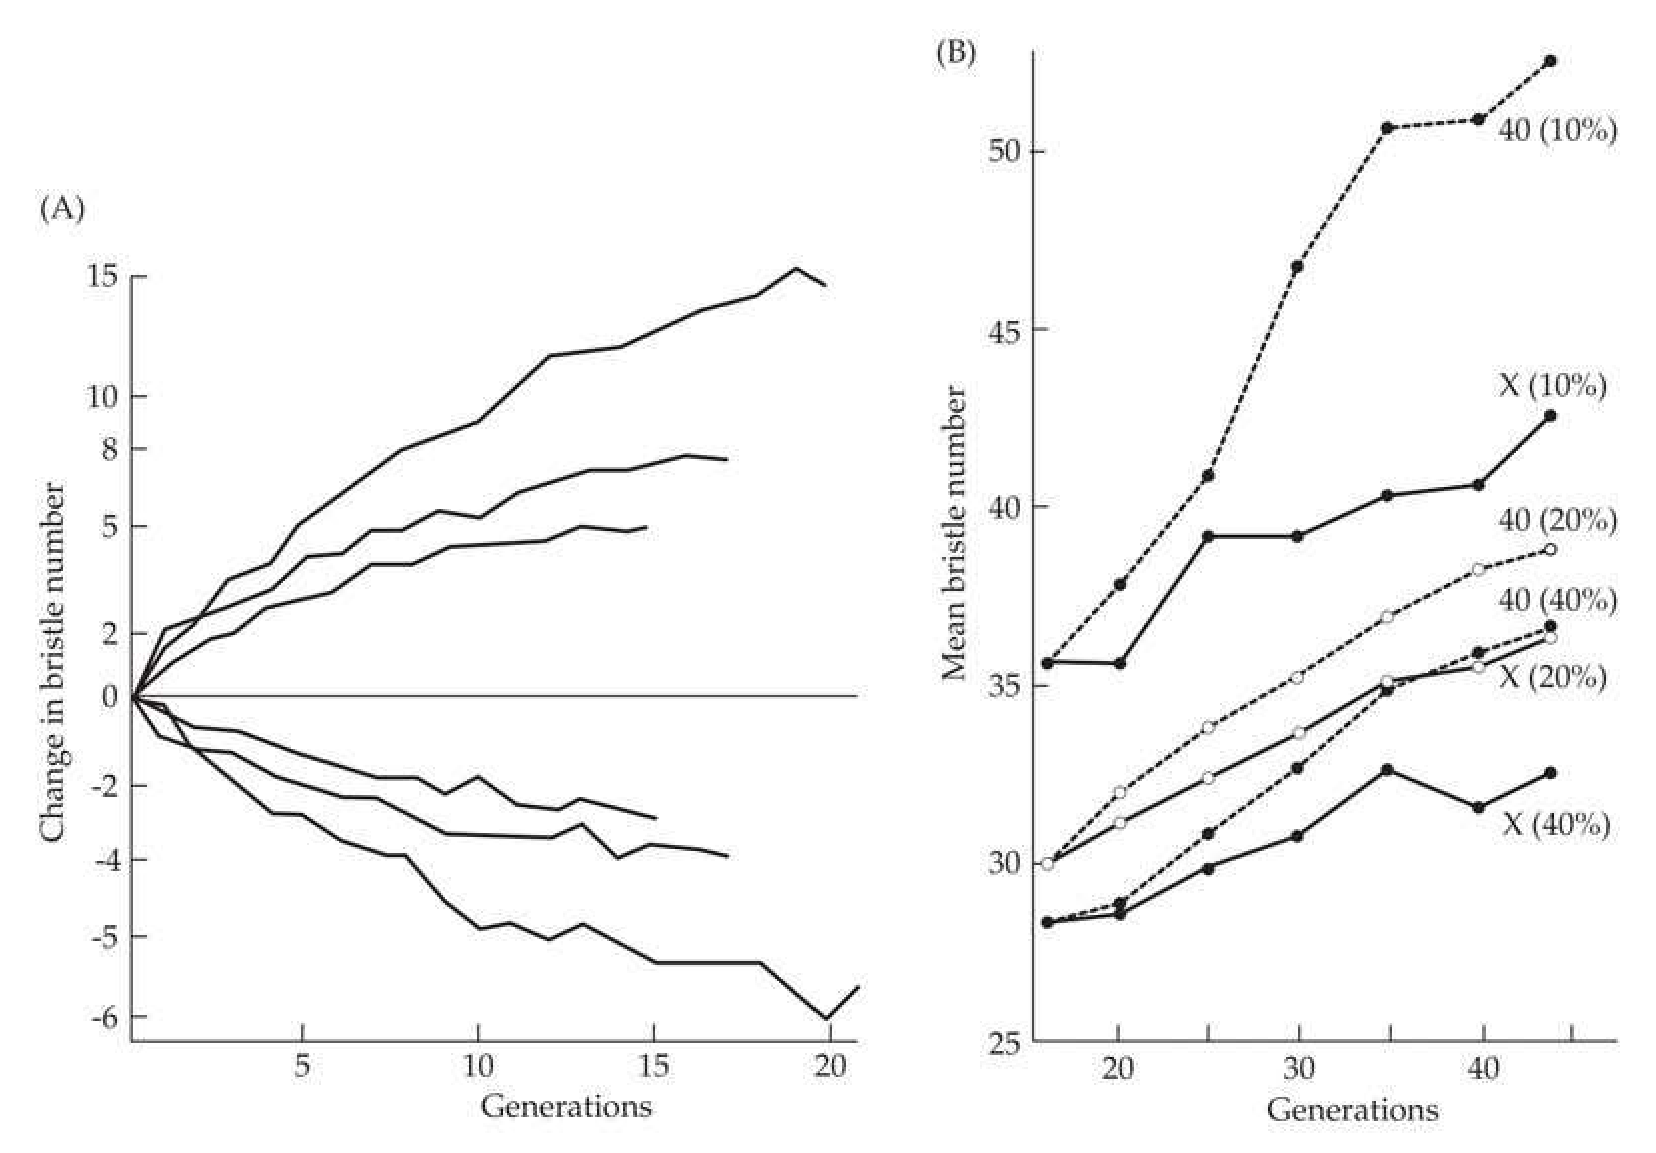 (A)
15
10
8
5
2
0
-2
-4
-5
-6
Change in bristle number
5 10 15 20
Generations
(B)
50
45
40
35
30
25
Mean bristle number
40 (10%)
X (10%)
40 (20%)
40 (40%)
X (20%)
X (40%)
20 30 40
Generations